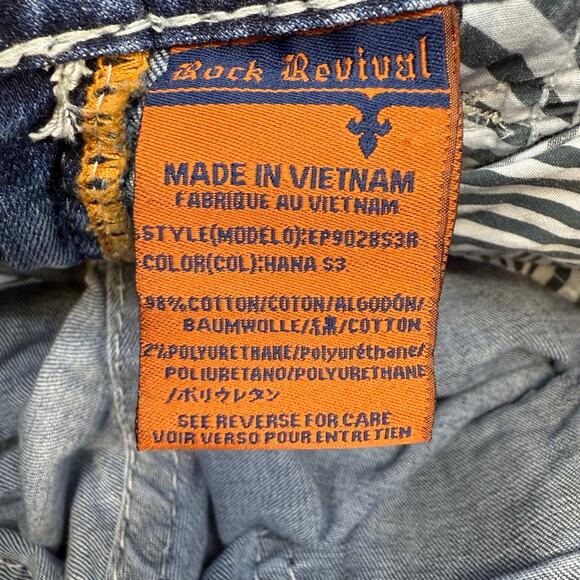 Rock Revival
MADE IN VIETNAM
FABRIQUE AU VIETNAM
STYLE(MODELO):EP9028S3R
COLOR(COL):HANA S3
98%COTTON/COTON/ALGODÓN/
BAUMWOLLE/綿/COTTON
2%POLYURETHANE/Polyuréthane/
POLIURETANO/POLYURETHANE
/ポリウレタン
SEE REVERSE FOR CARE
VOIR VERSO POUR ENTRETIEN